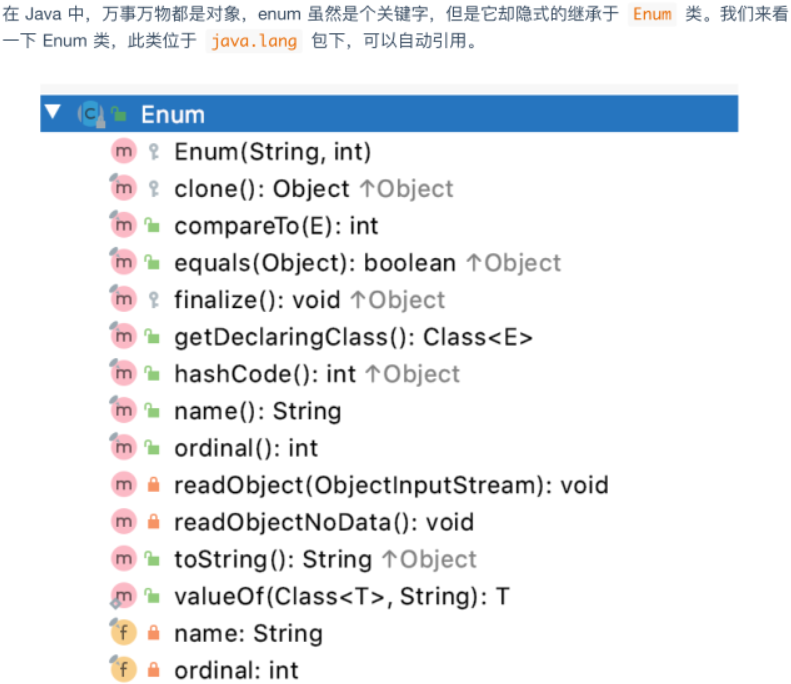 在 Java 中，万事万物都是对象，enum 虽然是个关键字，但是它却隐式的继承于 Enum 类。我们来看
一下 Enum 类，此类位于 java.lang 包下，可以自动引用。
Enum
Enum(String, int)
clone(): Object ↑Object
compareTo(E): int
equals(Object): boolean ↑Object
finalize(): void ↑Object
getDeclaringClass(): Class<E>
hashCode(): int ↑Object
name(): String
ordinal(): int
readObject(ObjectInputStream): void
readObjectNoData(): void
toString(): String ↑Object
valueOf(Class<T>, String): T
name: String
ordinal: int